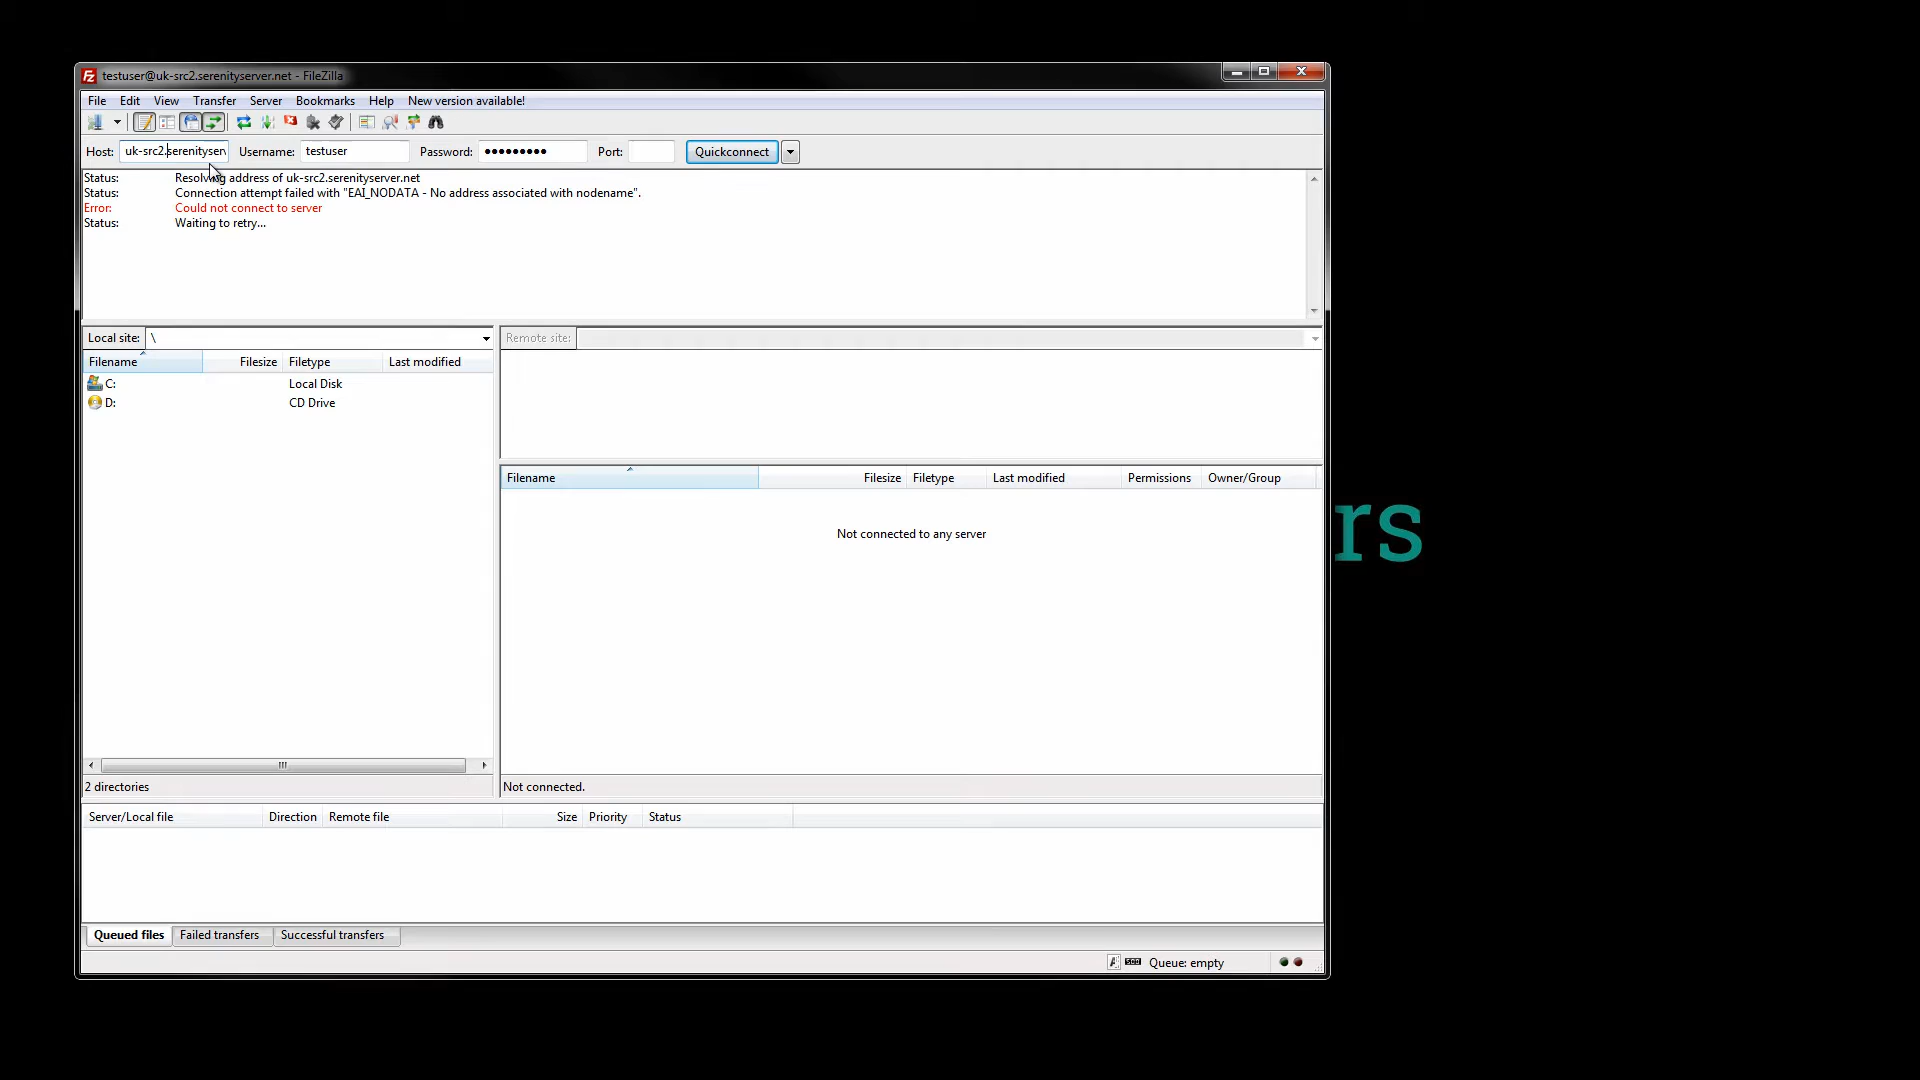 testuser@uk-src2.serenityserver.net - FileZilla
File Edit View Transfer Server Bookmarks Help New version available!
Host: uk-src2.serenityserv Username: testuser Password: ●●●●●●●●● Port: Quickconnect
Status: Resolving address of uk-src2.serenityserver.net
Status: Connection attempt failed with "EAI_NODATA - No address associated with nodename".
Error: Could not connect to server
Status: Waiting to retry...
Local site: \ Remote site:
Filename Filesize Filetype Last modified
C: Local Disk
D: CD Drive
Filename Filesize Filetype Last modified Permissions Owner/Group
Not connected to any server
rs
2 directories Not connected.
Server/Local file Direction Remote file Size Priority Status
Queued files Failed transfers Successful transfers
Queue: empty